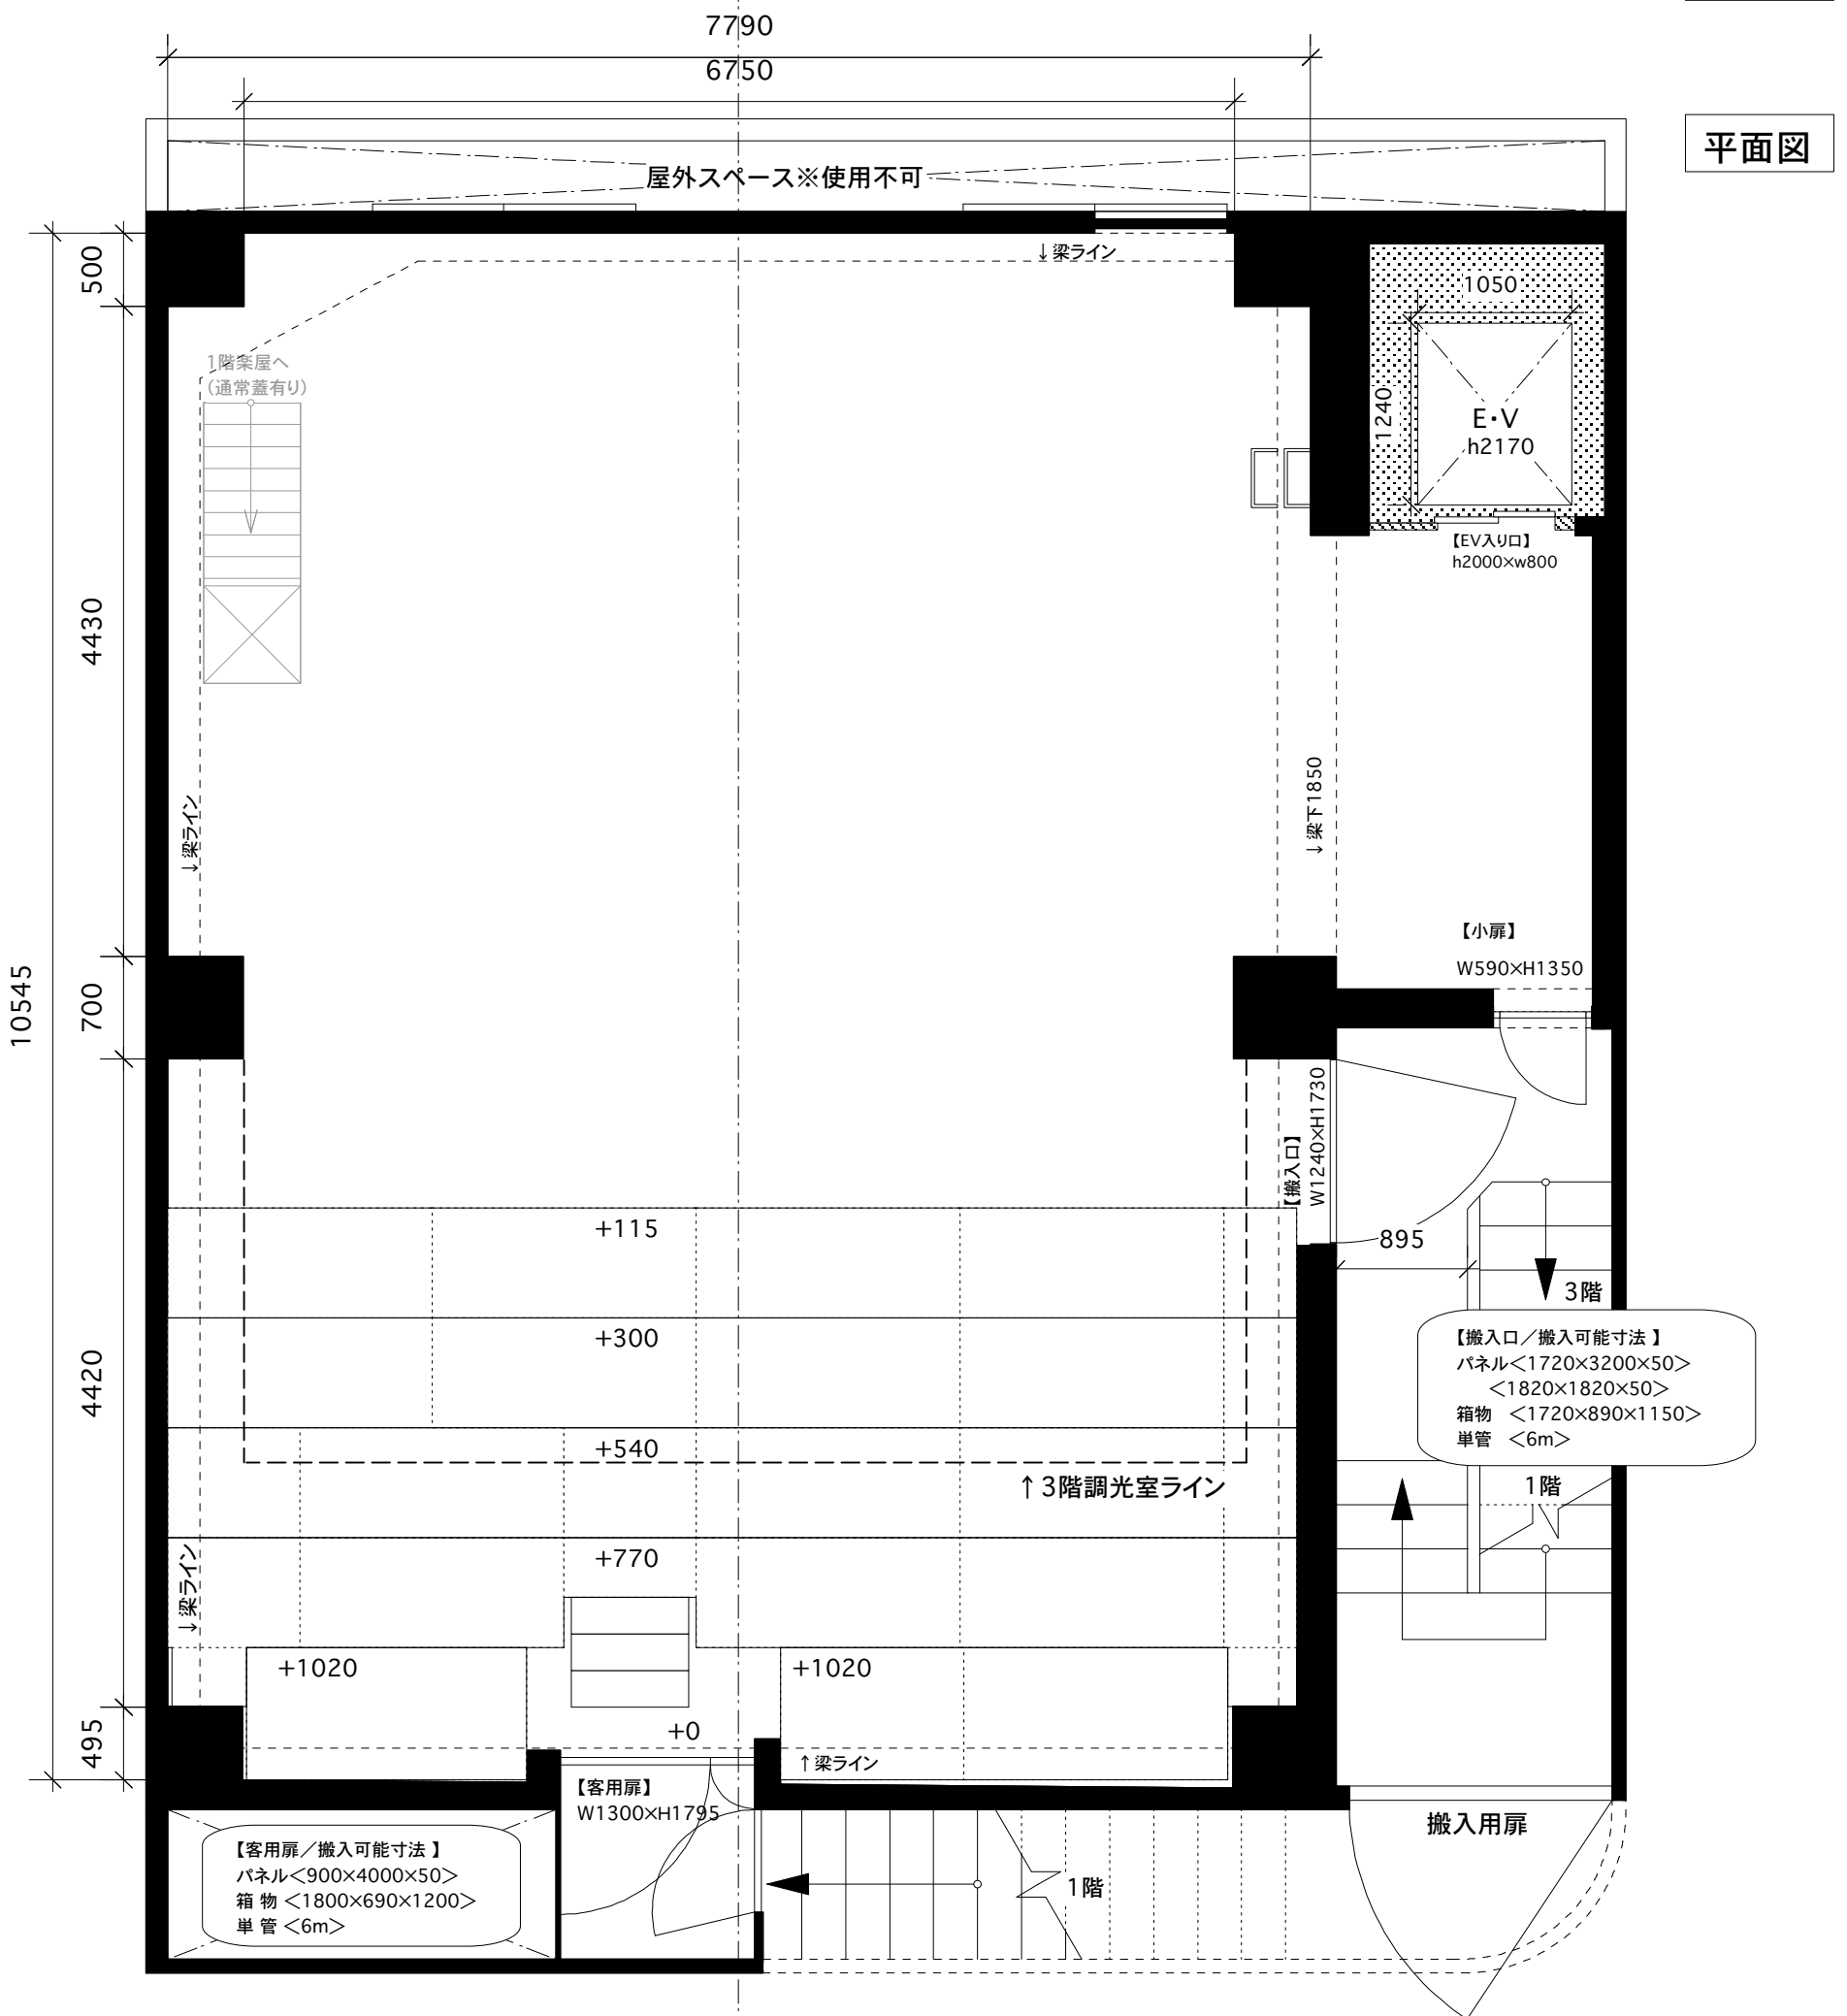 7790
6750
平面図
屋外スペース※使用不可
↓梁ライン
500
1050
1240
E・V
h2170
1階楽屋へ
(通常蓋有り)
【EV入り口】
h2000×w800
4430
↓梁ライン
↓梁下1850
【小扉】
W590×H1350
10545
700
【搬入口】
W1240×H1730
+115
895
3階
+300
【搬入口／搬入可能寸法 】
パネル＜1720×3200×50＞
＜1820×1820×50＞
箱物 ＜1720×890×1150＞
単管 ＜6m＞
4420
+540
↑3階調光室ライン
1階
+770
↓梁ライン
+1020
+1020
495
+0
↑梁ライン
【客用扉】
W1300×H1795
搬入用扉
【客用扉／搬入可能寸法 】
パネル＜900×4000×50＞
箱 物 ＜1800×690×1200＞
単 管 ＜6m＞
1階